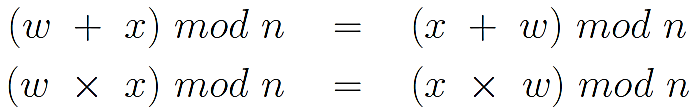 (w + x) mod n = (x + w) mod n
(w × x) mod n = (x × w) mod n